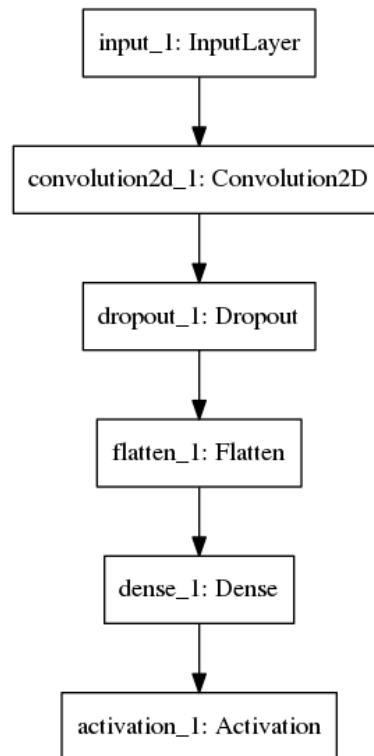 input_1: InputLayer
convolution2d_1: Convolution2D
dropout_1: Dropout
flatten_1: Flatten
dense_1: Dense
activation_1: Activation